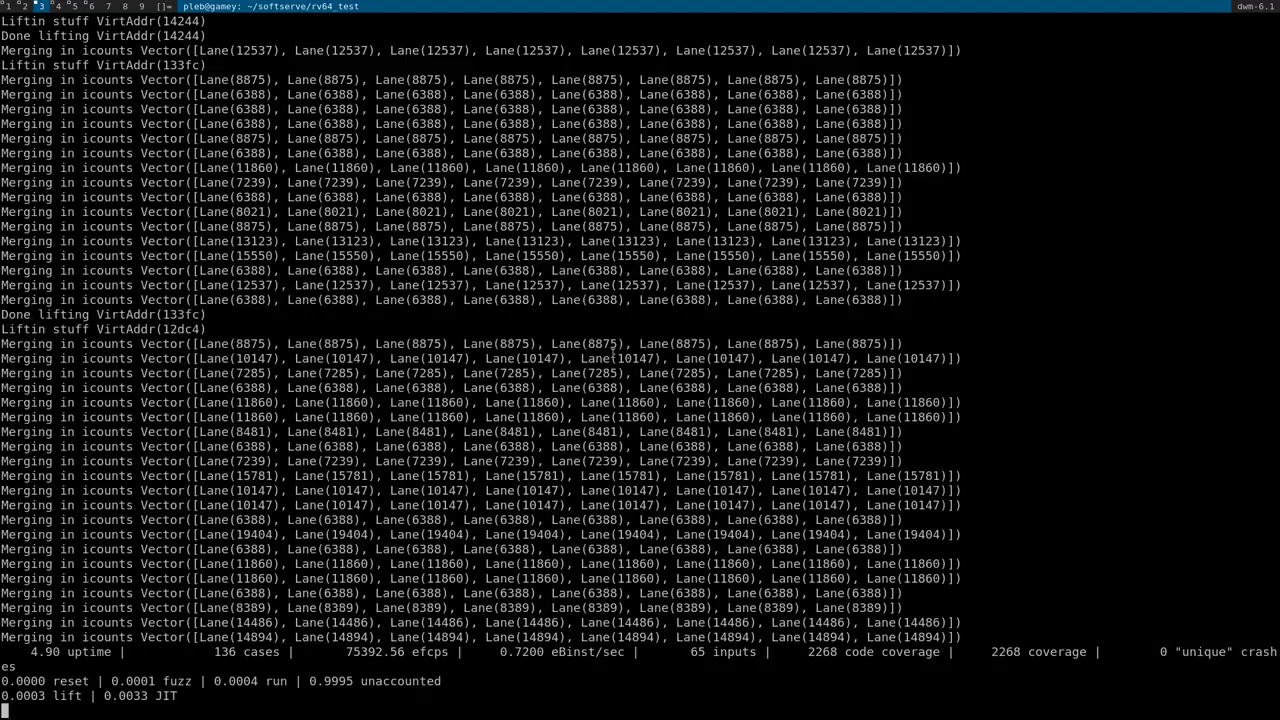 1 2 3 4 5 6 7 8 9 []= pleb@gamey: ~/softserve/rv64_test dwm-6.1
Liftin stuff VirtAddr(14244)
Done lifting VirtAddr(14244)
Merging in icounts Vector([Lane(12537), Lane(12537), Lane(12537), Lane(12537), Lane(12537), Lane(12537), Lane(12537), Lane(12537)])
Liftin stuff VirtAddr(133fc)
Merging in icounts Vector([Lane(8875), Lane(8875), Lane(8875), Lane(8875), Lane(8875), Lane(8875), Lane(8875), Lane(8875)])
Merging in icounts Vector([Lane(6388), Lane(6388), Lane(6388), Lane(6388), Lane(6388), Lane(6388), Lane(6388), Lane(6388)])
Merging in icounts Vector([Lane(6388), Lane(6388), Lane(6388), Lane(6388), Lane(6388), Lane(6388), Lane(6388), Lane(6388)])
Merging in icounts Vector([Lane(6388), Lane(6388), Lane(6388), Lane(6388), Lane(6388), Lane(6388), Lane(6388), Lane(6388)])
Merging in icounts Vector([Lane(8875), Lane(8875), Lane(8875), Lane(8875), Lane(8875), Lane(8875), Lane(8875), Lane(8875)])
Merging in icounts Vector([Lane(6388), Lane(6388), Lane(6388), Lane(6388), Lane(6388), Lane(6388), Lane(6388), Lane(6388)])
Merging in icounts Vector([Lane(11860), Lane(11860), Lane(11860), Lane(11860), Lane(11860), Lane(11860), Lane(11860), Lane(11860)])
Merging in icounts Vector([Lane(7239), Lane(7239), Lane(7239), Lane(7239), Lane(7239), Lane(7239), Lane(7239), Lane(7239)])
Merging in icounts Vector([Lane(6388), Lane(6388), Lane(6388), Lane(6388), Lane(6388), Lane(6388), Lane(6388), Lane(6388)])
Merging in icounts Vector([Lane(8021), Lane(8021), Lane(8021), Lane(8021), Lane(8021), Lane(8021), Lane(8021), Lane(8021)])
Merging in icounts Vector([Lane(8875), Lane(8875), Lane(8875), Lane(8875), Lane(8875), Lane(8875), Lane(8875), Lane(8875)])
Merging in icounts Vector([Lane(13123), Lane(13123), Lane(13123), Lane(13123), Lane(13123), Lane(13123), Lane(13123), Lane(13123)])
Merging in icounts Vector([Lane(15550), Lane(15550), Lane(15550), Lane(15550), Lane(15550), Lane(15550), Lane(15550), Lane(15550)])
Merging in icounts Vector([Lane(6388), Lane(6388), Lane(6388), Lane(6388), Lane(6388), Lane(6388), Lane(6388), Lane(6388)])
Merging in icounts Vector([Lane(12537), Lane(12537), Lane(12537), Lane(12537), Lane(12537), Lane(12537), Lane(12537), Lane(12537)])
Merging in icounts Vector([Lane(6388), Lane(6388), Lane(6388), Lane(6388), Lane(6388), Lane(6388), Lane(6388), Lane(6388)])
Done lifting VirtAddr(133fc)
Liftin stuff VirtAddr(12dc4)
Merging in icounts Vector([Lane(8875), Lane(8875), Lane(8875), Lane(8875), Lane(8875), Lane(8875), Lane(8875), Lane(8875)])
Merging in icounts Vector([Lane(10147), Lane(10147), Lane(10147), Lane(10147), Lane(10147), Lane(10147), Lane(10147), Lane(10147)])
Merging in icounts Vector([Lane(7285), Lane(7285), Lane(7285), Lane(7285), Lane(7285), Lane(7285), Lane(7285), Lane(7285)])
Merging in icounts Vector([Lane(6388), Lane(6388), Lane(6388), Lane(6388), Lane(6388), Lane(6388), Lane(6388), Lane(6388)])
Merging in icounts Vector([Lane(11860), Lane(11860), Lane(11860), Lane(11860), Lane(11860), Lane(11860), Lane(11860), Lane(11860)])
Merging in icounts Vector([Lane(11860), Lane(11860), Lane(11860), Lane(11860), Lane(11860), Lane(11860), Lane(11860), Lane(11860)])
Merging in icounts Vector([Lane(8481), Lane(8481), Lane(8481), Lane(8481), Lane(8481), Lane(8481), Lane(8481), Lane(8481)])
Merging in icounts Vector([Lane(6388), Lane(6388), Lane(6388), Lane(6388), Lane(6388), Lane(6388), Lane(6388), Lane(6388)])
Merging in icounts Vector([Lane(7239), Lane(7239), Lane(7239), Lane(7239), Lane(7239), Lane(7239), Lane(7239), Lane(7239)])
Merging in icounts Vector([Lane(15781), Lane(15781), Lane(15781), Lane(15781), Lane(15781), Lane(15781), Lane(15781), Lane(15781)])
Merging in icounts Vector([Lane(10147), Lane(10147), Lane(10147), Lane(10147), Lane(10147), Lane(10147), Lane(10147), Lane(10147)])
Merging in icounts Vector([Lane(10147), Lane(10147), Lane(10147), Lane(10147), Lane(10147), Lane(10147), Lane(10147), Lane(10147)])
Merging in icounts Vector([Lane(6388), Lane(6388), Lane(6388), Lane(6388), Lane(6388), Lane(6388), Lane(6388), Lane(6388)])
Merging in icounts Vector([Lane(19404), Lane(19404), Lane(19404), Lane(19404), Lane(19404), Lane(19404), Lane(19404), Lane(19404)])
Merging in icounts Vector([Lane(6388), Lane(6388), Lane(6388), Lane(6388), Lane(6388), Lane(6388), Lane(6388), Lane(6388)])
Merging in icounts Vector([Lane(11860), Lane(11860), Lane(11860), Lane(11860), Lane(11860), Lane(11860), Lane(11860), Lane(11860)])
Merging in icounts Vector([Lane(11860), Lane(11860), Lane(11860), Lane(11860), Lane(11860), Lane(11860), Lane(11860), Lane(11860)])
Merging in icounts Vector([Lane(6388), Lane(6388), Lane(6388), Lane(6388), Lane(6388), Lane(6388), Lane(6388), Lane(6388)])
Merging in icounts Vector([Lane(8389), Lane(8389), Lane(8389), Lane(8389), Lane(8389), Lane(8389), Lane(8389), Lane(8389)])
Merging in icounts Vector([Lane(14486), Lane(14486), Lane(14486), Lane(14486), Lane(14486), Lane(14486), Lane(14486), Lane(14486)])
Merging in icounts Vector([Lane(14894), Lane(14894), Lane(14894), Lane(14894), Lane(14894), Lane(14894), Lane(14894), Lane(14894)])
4.90 uptime | 136 cases | 75392.56 efcps | 0.7200 eBinst/sec | 65 inputs | 2268 code coverage | 2268 coverage | 0 "unique" crash
es
0.0000 reset | 0.0001 fuzz | 0.0004 run | 0.9995 unaccounted
0.0003 lift | 0.0033 JIT